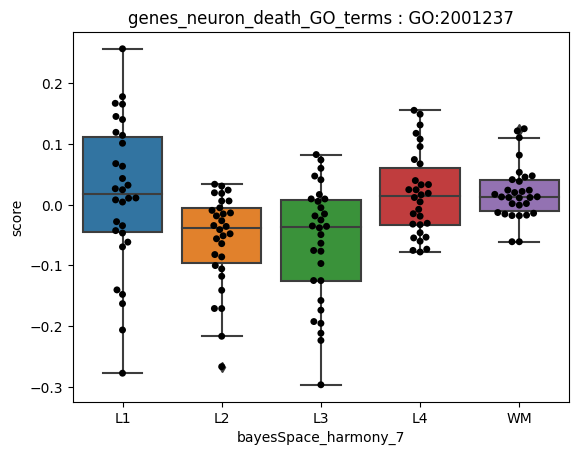 genes_neuron_death_GO_terms : GO:2001237
score
0.2
0.1
0.0
−0.1
−0.2
−0.3
L1 L2 L3 L4 WM
bayesSpace_harmony_7